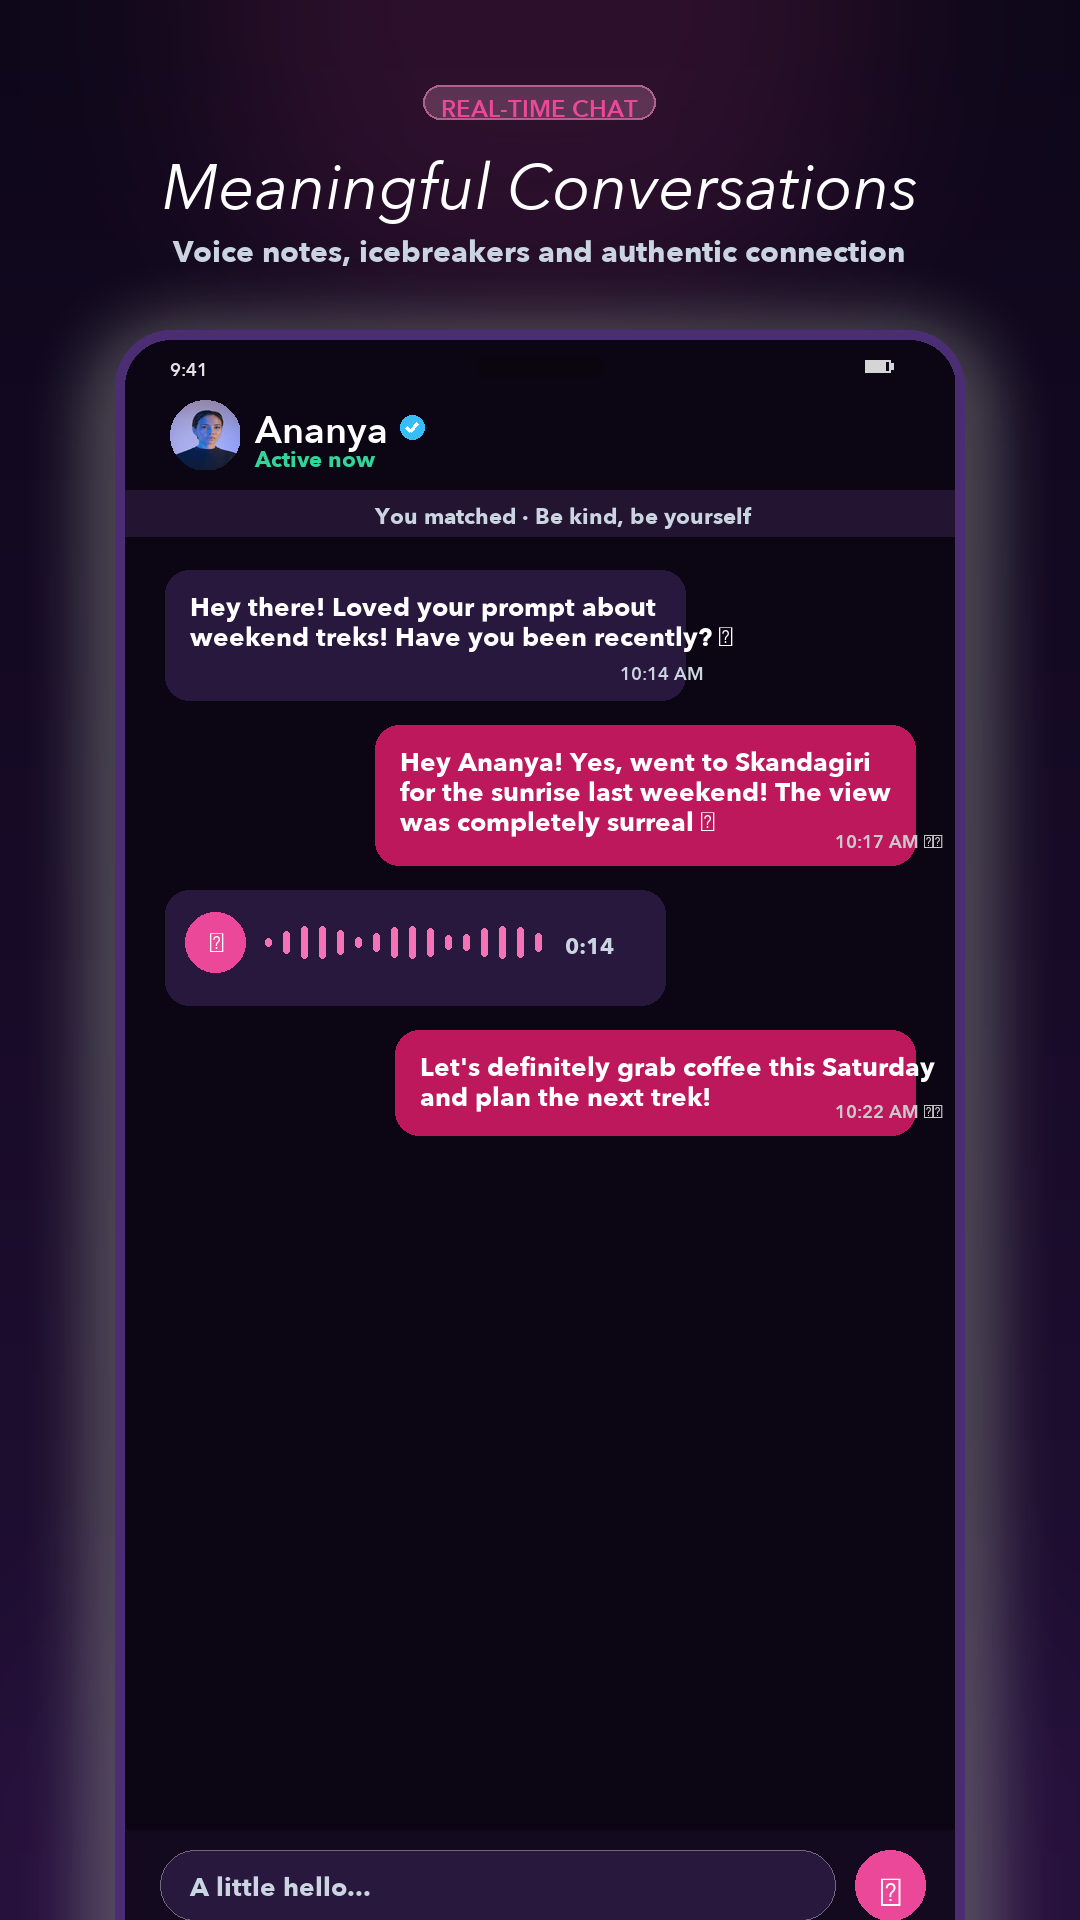 REAL-TIME CHAT
Meaningful Conversations
Voice notes, icebreakers and authentic connection
9:41
Ananya
Active now
You matched · Be kind, be yourself
Hey there! Loved your prompt about
weekend treks! Have you been recently?
10:14 AM
Hey Ananya! Yes, went to Skandagiri
for the sunrise last weekend! The view
was completely surreal
10:17 AM
0:14
Let's definitely grab coffee this Saturday
and plan the next trek!
10:22 AM
A little hello...